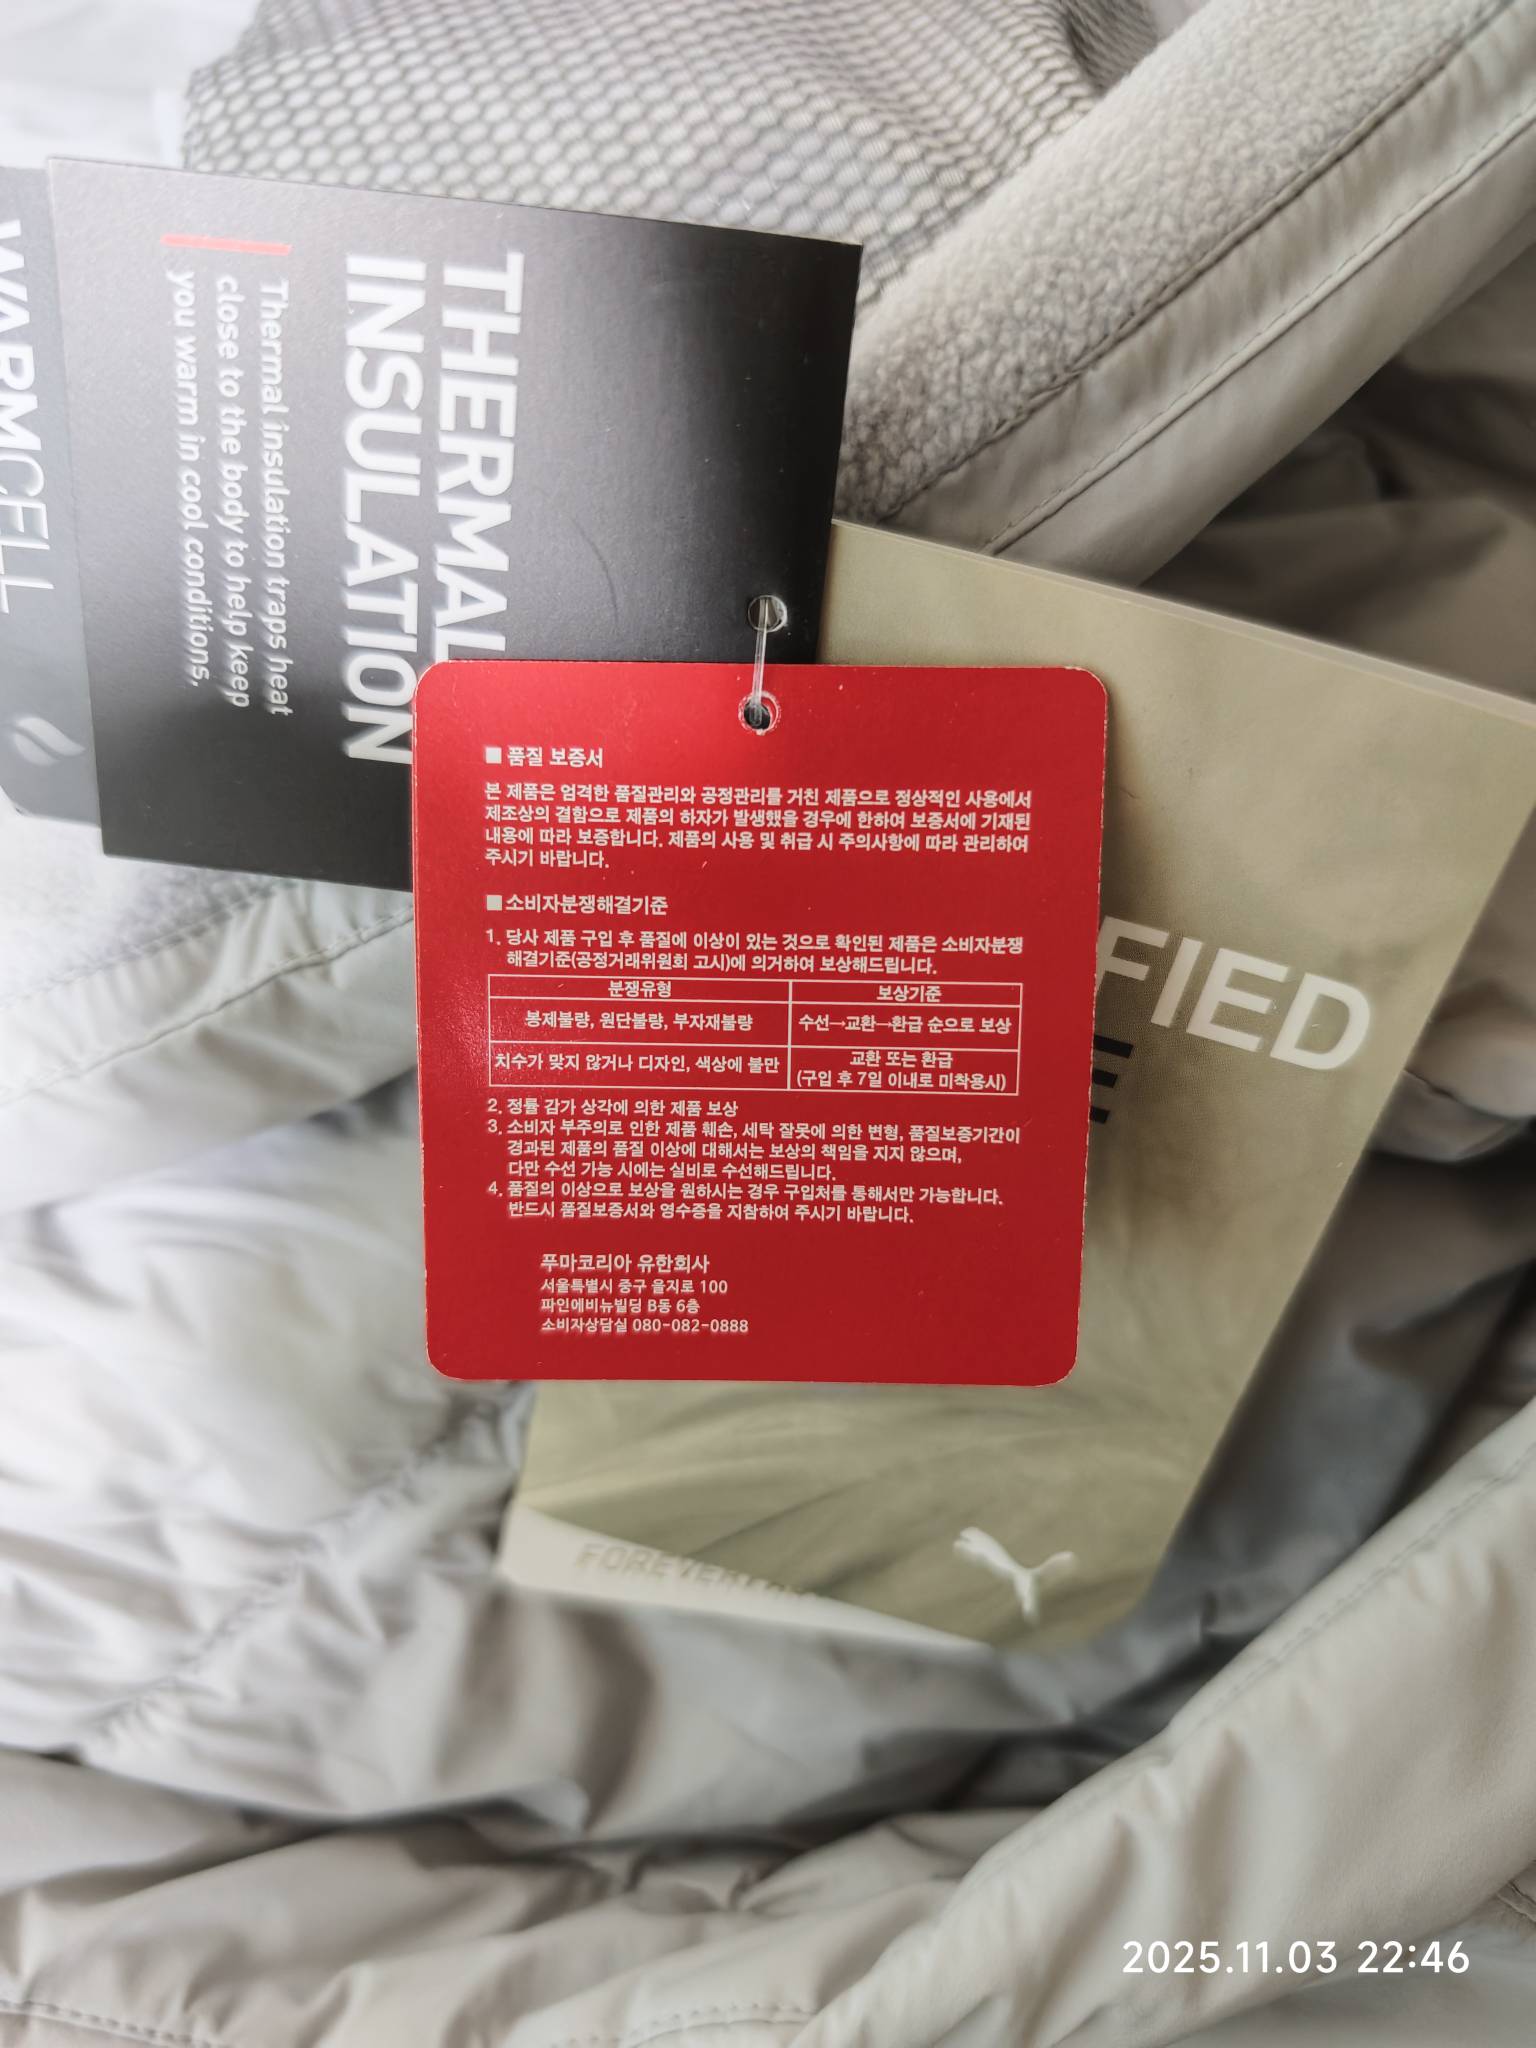 WARMCELL
THERMAL
INSULATION
Thermal insulation traps heat
close to the body to help keep
you warm in cool conditions.
■ 품질 보증서
본 제품은 엄격한 품질관리와 공정관리를 거친 제품으로 정상적인 사용에서
제조상의 결함으로 제품의 하자가 발생했을 경우에 한하여 보증서에 기재된
내용에 따라 보증합니다. 제품의 사용 및 취급 시 주의사항에 따라 관리하여
주시기 바랍니다.
■ 소비자분쟁해결기준
1. 당사 제품 구입 후 품질에 이상이 있는 것으로 확인된 제품은 소비자분쟁
해결기준(공정거래위원회 고시)에 의거하여 보상해드립니다.
분쟁유형 보상기준
봉제불량, 원단불량, 부자재불량 수선→교환→환급 순으로 보상
치수가 맞지 않거나 디자인, 색상에 불만 교환 또는 환급
(구입 후 7일 이내로 미착용시)
2. 정률 감가 상각에 의한 제품 보상
3. 소비자 부주의로 인한 제품 훼손, 세탁 잘못에 의한 변형, 품질보증기간이
경과된 제품의 품질 이상에 대해서는 보상의 책임을 지지 않으며,
다만 수선 가능 시에는 실비로 수선해드립니다.
4. 품질의 이상으로 보상을 원하시는 경우 구입처를 통해서만 가능합니다.
반드시 품질보증서와 영수증을 지참하여 주시기 바랍니다.
푸마코리아 유한회사
서울특별시 중구 을지로 100
파인에비뉴빌딩 B동 6층
소비자상담실 080-082-0888
FIED
E
2025.11.03 22:46